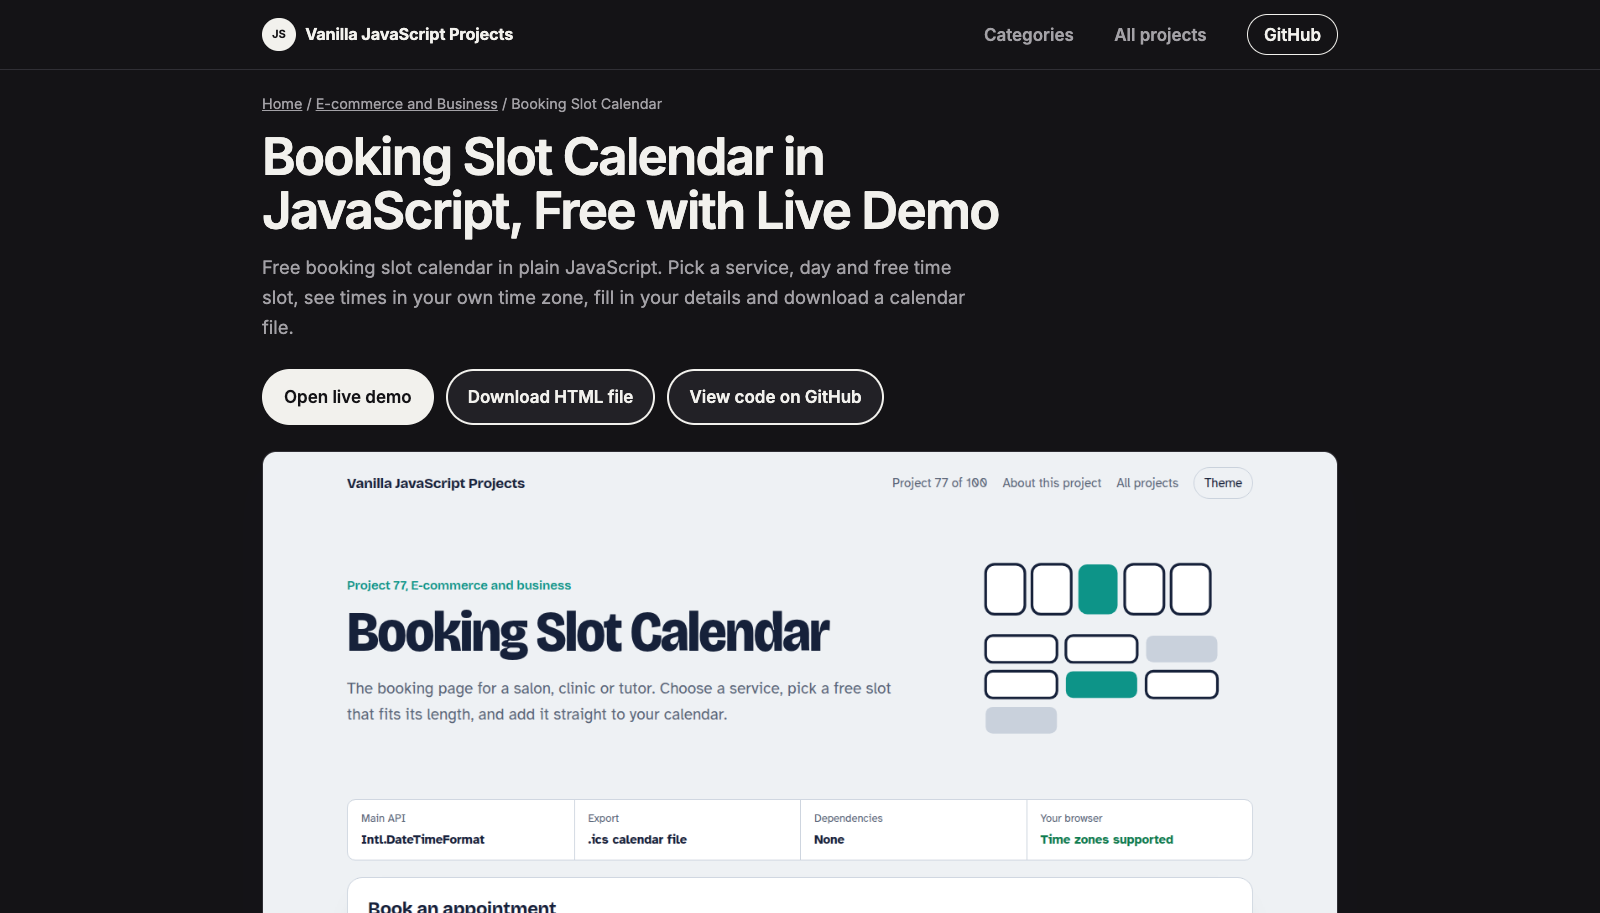 JS Vanilla JavaScript Projects Categories All projects GitHub
Home / E-commerce and Business / Booking Slot Calendar
Booking Slot Calendar in
JavaScript, Free with Live Demo
Free booking slot calendar in plain JavaScript. Pick a service, day and free time
slot, see times in your own time zone, fill in your details and download a calendar
file.
Open live demo Download HTML file View code on GitHub
Vanilla JavaScript Projects Project 77 of 100 About this project All projects Theme
Project 77, E-commerce and business
Booking Slot Calendar
The booking page for a salon, clinic or tutor. Choose a service, pick a free slot
that fits its length, and add it straight to your calendar.
Main API Export Dependencies Your browser
Intl.DateTimeFormat .ics calendar file None Time zones supported
Book an appointment